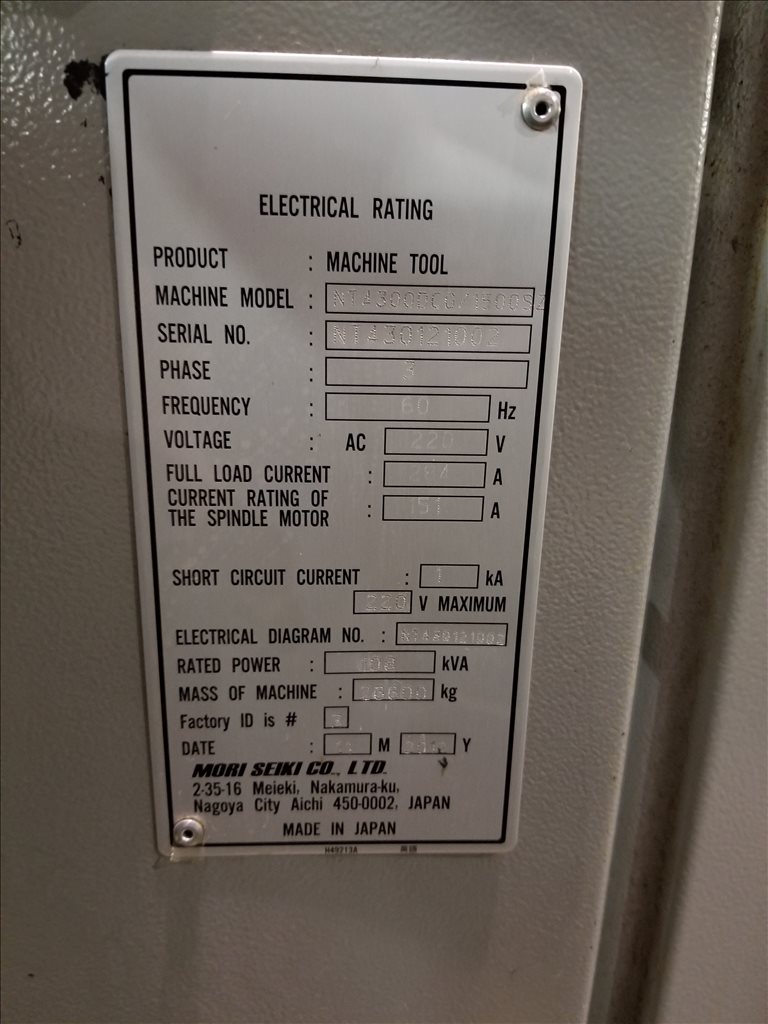 ELECTRICAL RATING
PRODUCT : MACHINE TOOL
MACHINE MODEL :
SERIAL NO. :
PHASE : 3
FREQUENCY : 60 Hz
VOLTAGE : AC 220 V
FULL LOAD CURRENT : A
CURRENT RATING OF
THE SPINDLE MOTOR : 151 A
SHORT CIRCUIT CURRENT : 1 kA
220 V MAXIMUM
ELECTRICAL DIAGRAM NO. :
RATED POWER : kVA
MASS OF MACHINE : kg
Factory ID is #
DATE : M Y
MORI SEIKI CO., LTD.
2-35-16 Meieki, Nakamura-ku,
Nagoya City Aichi 450-0002, JAPAN
MADE IN JAPAN
H49213A